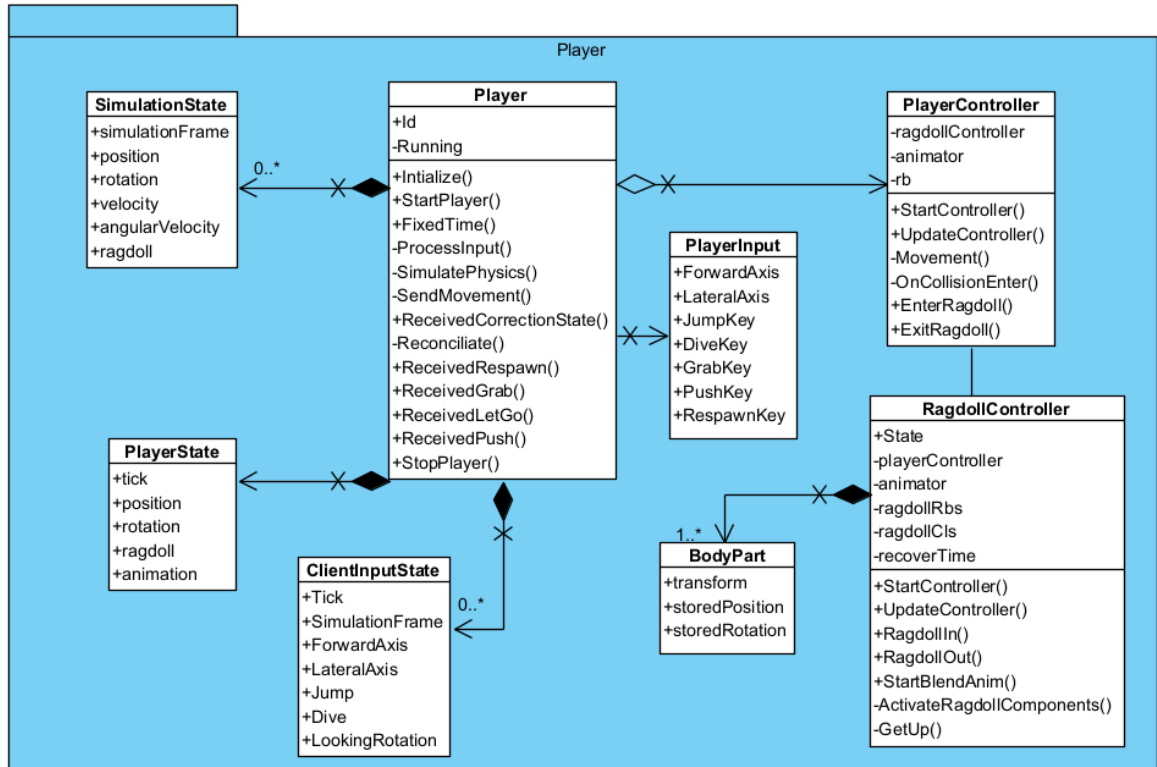 Player
SimulationState
+simulationFrame
+position
+rotation
+velocity
+angularVelocity
+ragdoll
0..*
Player
+Id
-Running
+Intialize()
+StartPlayer()
+FixedTime()
-ProcessInput()
-SimulatePhysics()
-SendMovement()
+ReceivedCorrectionState()
-Reconciliate()
+ReceivedRespawn()
+ReceivedGrab()
+ReceivedLetGo()
+ReceivedPush()
+StopPlayer()
PlayerController
-ragdollController
-animator
-rb
+StartController()
+UpdateController()
-Movement()
-OnCollisionEnter()
+EnterRagdoll()
+ExitRagdoll()
PlayerInput
+ForwardAxis
+LateralAxis
+JumpKey
+DiveKey
+GrabKey
+PushKey
+RespawnKey
PlayerState
+tick
+position
+rotation
+ragdoll
+animation
ClientInputState
+Tick
+SimulationFrame
+ForwardAxis
+LateralAxis
+Jump
+Dive
+LookingRotation
0..*
1..*
BodyPart
+transform
+storedPosition
+storedRotation
RagdollController
+State
-playerController
-animator
-ragdollRbs
-ragdollCls
-recoverTime
+StartController()
+UpdateController()
+RagdollIn()
+RagdollOut()
+StartBlendAnim()
-ActivateRagdollComponents()
-GetUp()